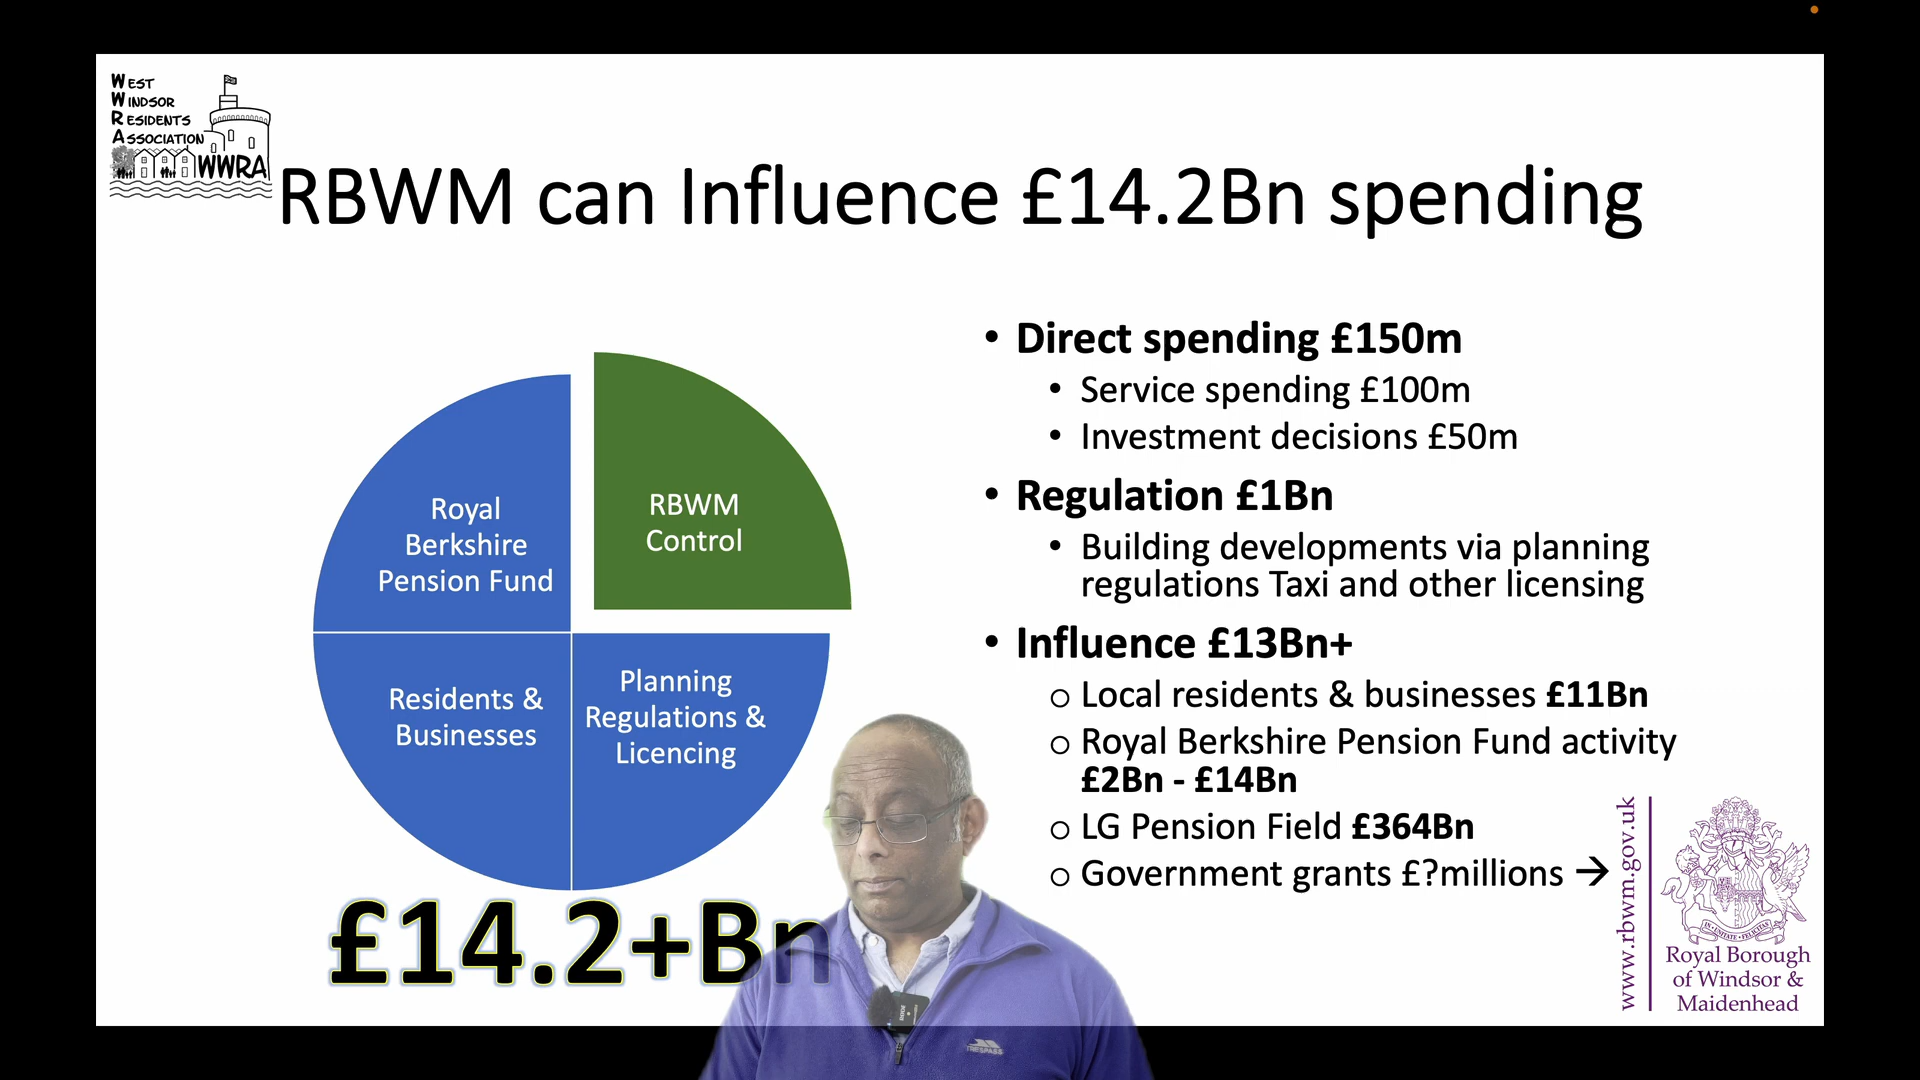 WEST
WINDSOR
RESIDENTS
ASSOCIATION
WWRA
RBWM can Influence £14.2Bn spending
Royal
Berkshire
Pension Fund
RBWM
Control
Residents &
Businesses
Planning
Regulations &
Licencing
£14.2+Bn
• Direct spending £150m
• Service spending £100m
• Investment decisions £50m
• Regulation £1Bn
• Building developments via planning
regulations Taxi and other licensing
• Influence £13Bn+
o Local residents & businesses £11Bn
o Royal Berkshire Pension Fund activity
£2Bn - £14Bn
o LG Pension Field £364Bn
o Government grants £?millions →
www.rbwm.gov.uk
Royal Borough
of Windsor &
Maidenhead
TRESPASS